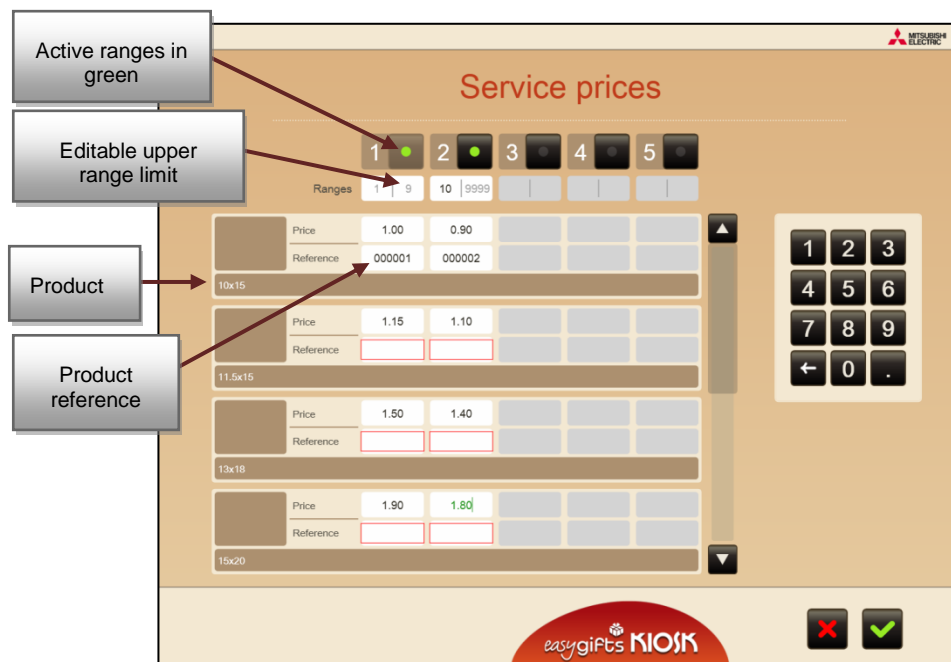 Active ranges in
green
Editable upper
range limit
Product
Product
reference
MITSUBISHI
ELECTRIC
Service prices
1 2 3 4 5
Ranges 1 9 10 9999
Price 1.00 0.90
Reference 000001 000002
10x15
Price 1.15 1.10
Reference
11.5x15
Price 1.50 1.40
Reference
13x18
Price 1.90 1.80
Reference
15x20
1 2 3
4 5 6
7 8 9
← 0 .
easygifts KIOSK